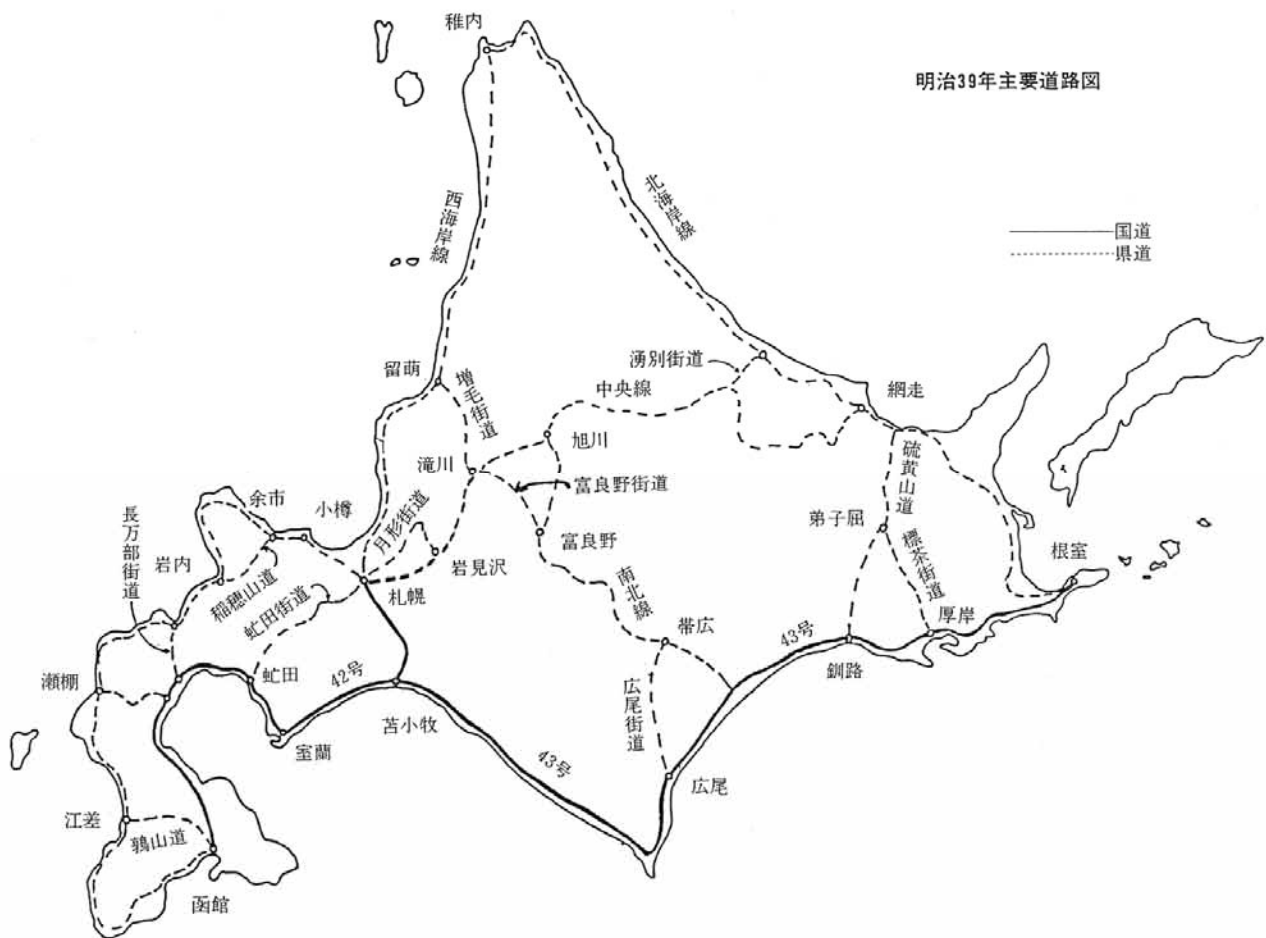 明治39年主要道路図
国道
県道
稚内
西海岸線
北海岸線
留萌
増毛街道
湧別街道
中央線
網走
旭川
滝川
富良野街道
硫黄山道
余市
小樽
月形街道
弟子屈
富良野
岩見沢
標茶街道
根室
長万部街道
岩内
稲穂山道
虻田街道
札幌
南北線
帯広
厚岸
43号
釧路
瀬棚
虻田
42号
広尾街道
苫小牧
室蘭
43号
広尾
江差
鶉山道
函館